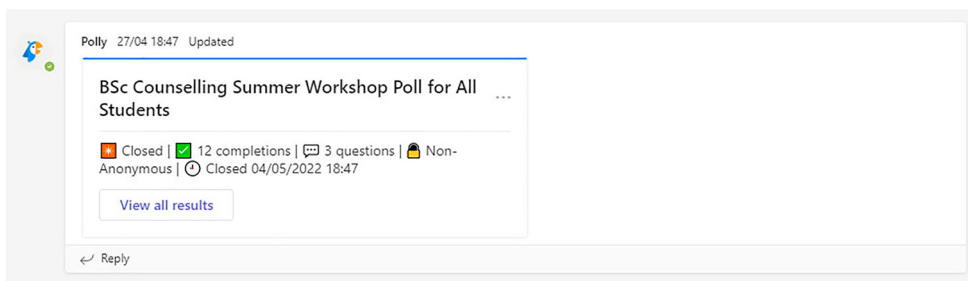 Polly 27/04 18:47 Updated
BSc Counselling Summer Workshop Poll for All
Students
Closed | 12 completions | 3 questions | Non-
Anonymous | Closed 04/05/2022 18:47
View all results
Reply